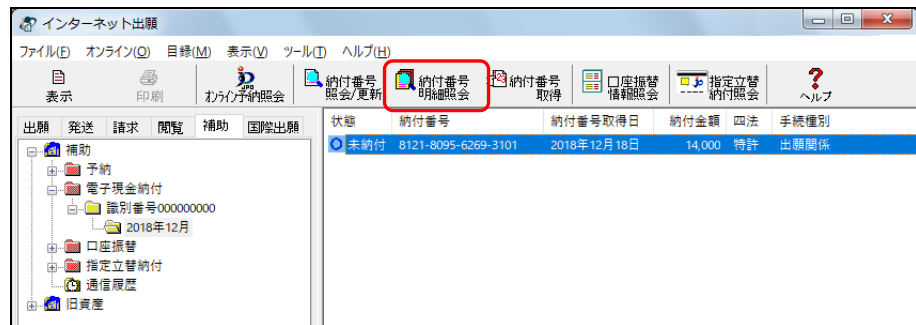 インターネット出願
ファイル(F) オンライン(O) 目録(M) 表示(V) ツール(T) ヘルプ(H)
表示
印刷
オンライン予納照会
納付番号
照会/更新
納付番号
明細照会
納付番号
取得
口座振替
情報照会
指定立替
納付照会
ヘルプ
出願 発送 請求 閲覧 補助 国際出願
補助
予納
電子現金納付
識別番号000000000
2018年12月
口座振替
指定立替納付
通信履歴
旧資産
状態 納付番号 納付番号取得日 納付金額 四法 手続種別
未納付 8121-8095-6269-3101 2018年12月18日 14,000 特許 出願関係